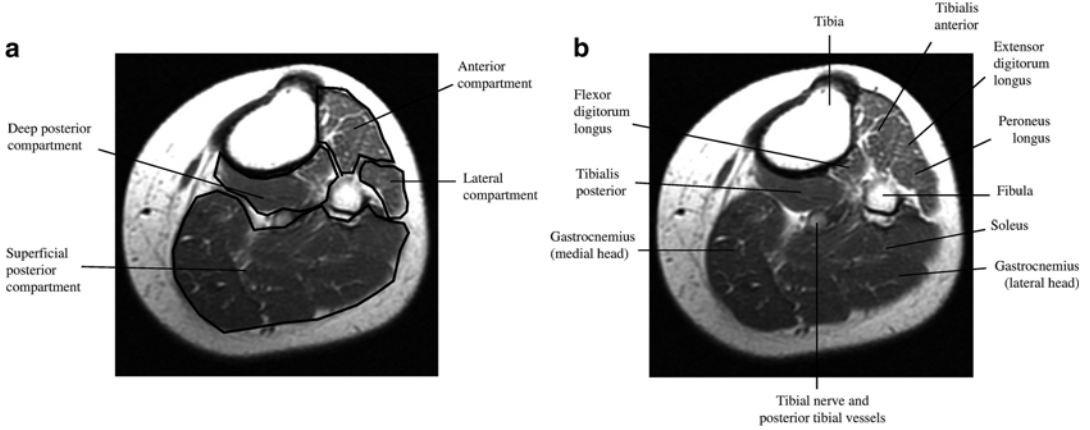 a
Anterior
compartment
Deep posterior
compartment
Lateral
compartment
Superficial
posterior
compartment
b
Tibia
Tibialis
anterior
Extensor
digitorum
longus
Flexor
digitorum
longus
Peroneus
longus
Tibialis
posterior
Fibula
Gastrocnemius
(medial head)
Soleus
Gastrocnemius
(lateral head)
Tibial nerve and
posterior tibial vessels